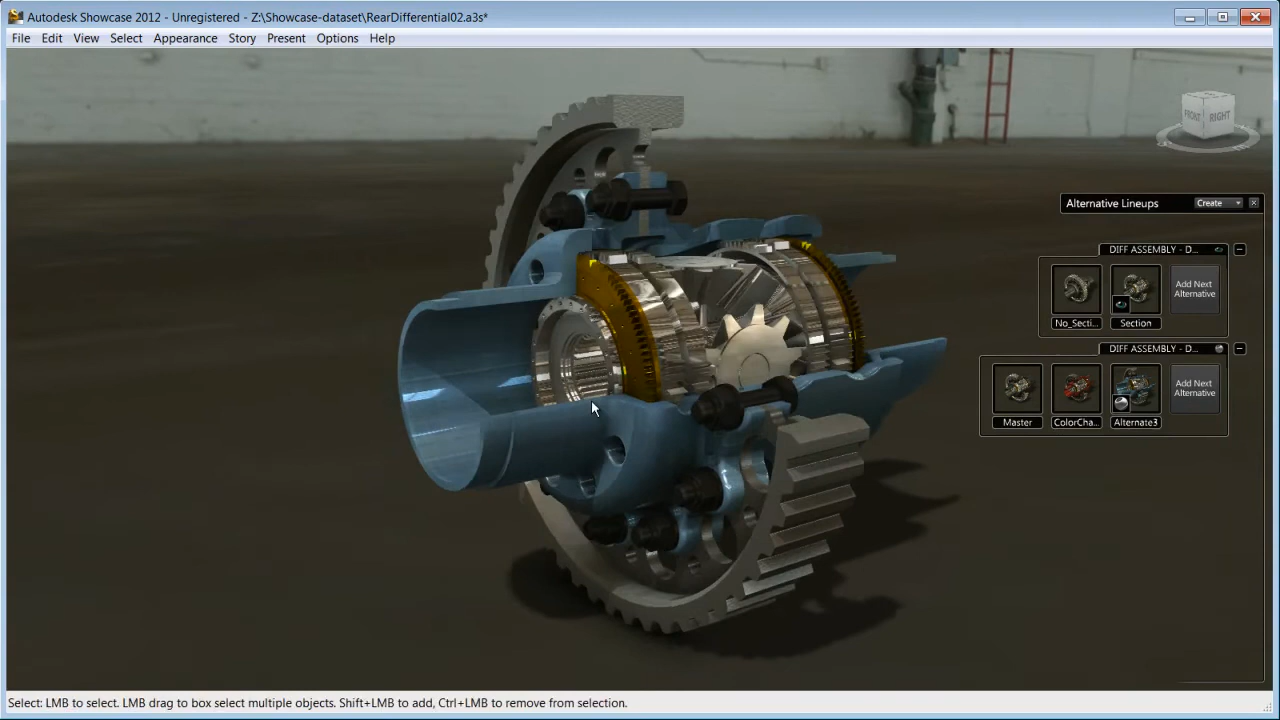 Autodesk Showcase 2012 - Unregistered - Z:\Showcase-dataset\RearDifferential02.a3s*
File Edit View Select Appearance Story Present Options Help
FRONT RIGHT
Alternative Lineups Create
DIFF ASSEMBLY - D...
No_Secti... Section Add Next Alternative
DIFF ASSEMBLY - D...
Master ColorCha... Alternate3 Add Next Alternative
Select: LMB to select. LMB drag to box select multiple objects. Shift+LMB to add, Ctrl+LMB to remove from selection.